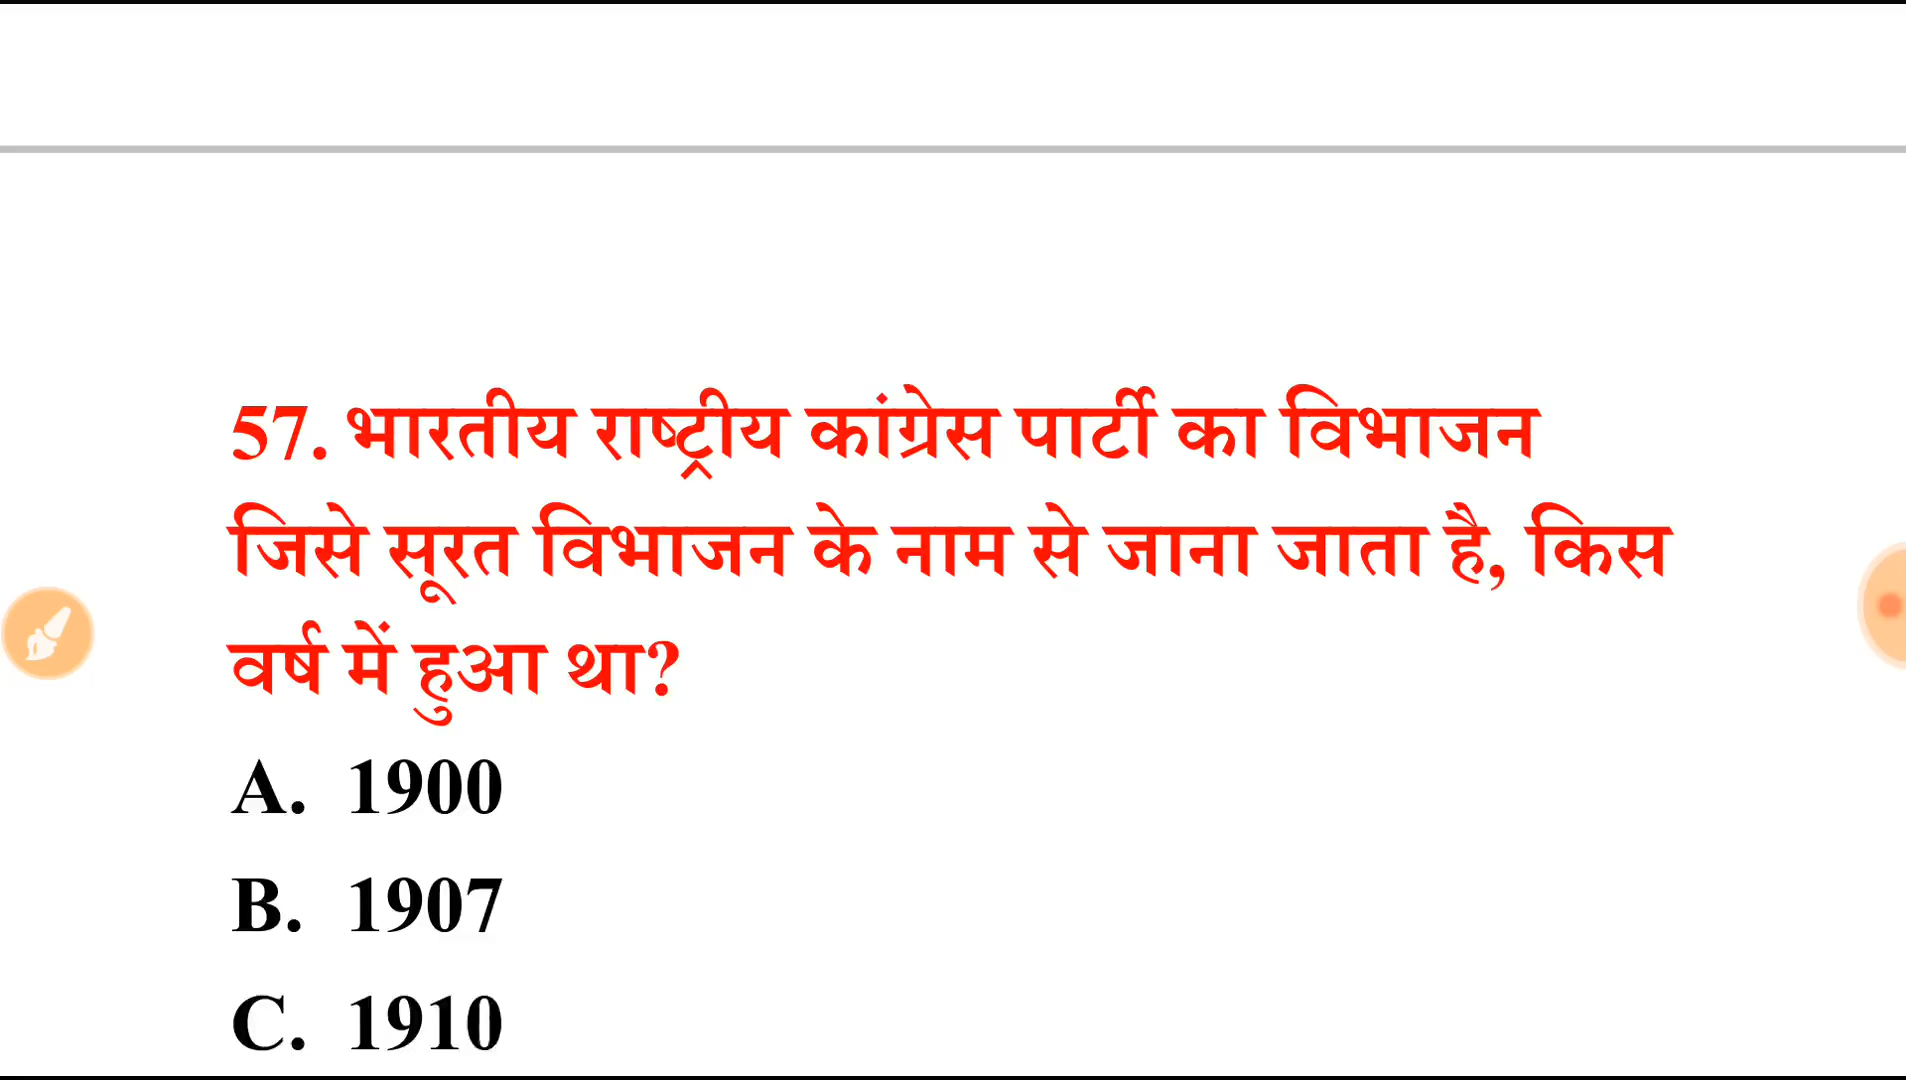 57. भारतीय राष्ट्रीय कांग्रेस पार्टी का विभाजन
जिसे सूरत विभाजन के नाम से जाना जाता है, किस
वर्ष में हुआ था?
A. 1900
B. 1907
C. 1910